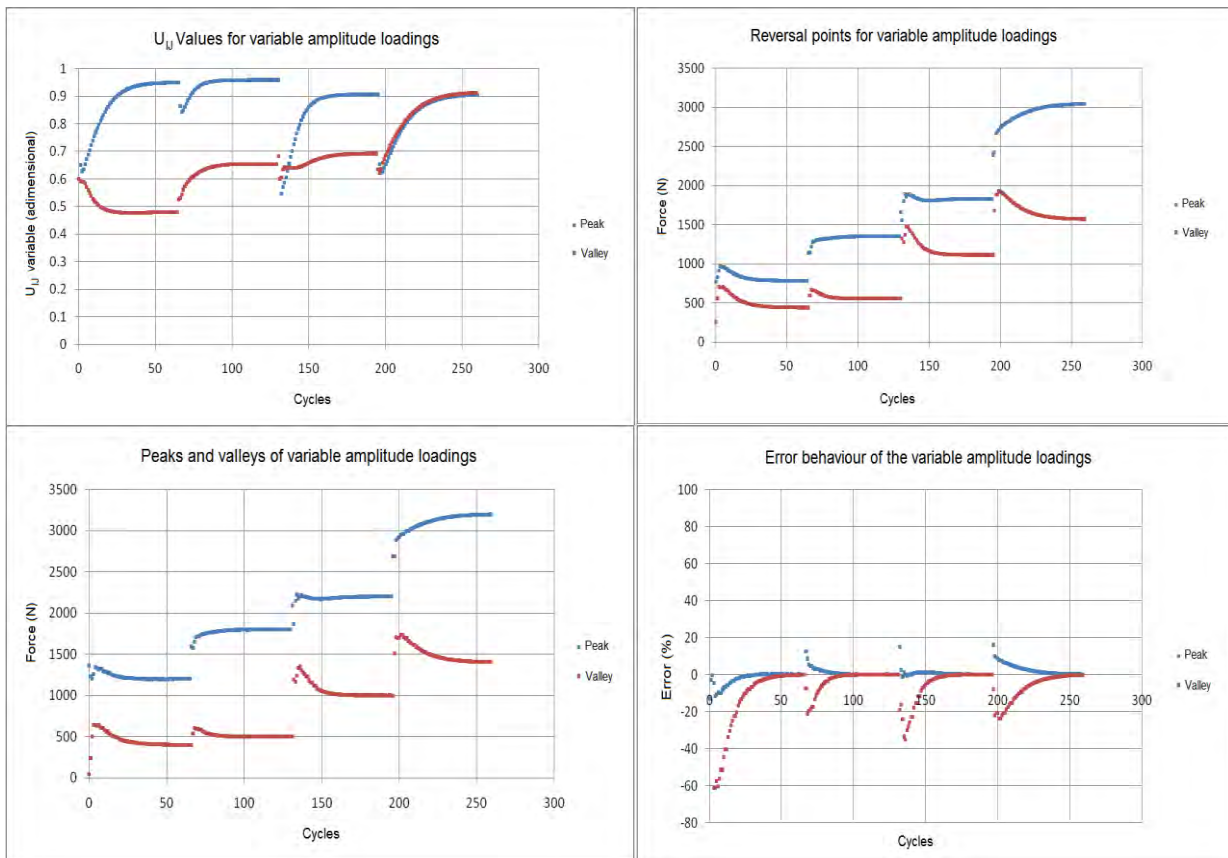 U_IJ Values for variable amplitude loadings
U_IJ variable (adimensional)
1
0.9
0.8
0.7
0.6
0.5
0.4
0.3
0.2
0.1
0
0 50 100 150 200 250 300
Cycles
Peak
Valley
Reversal points for variable amplitude loadings
Force (N)
3500
3000
2500
2000
1500
1000
500
0
0 50 100 150 200 250 300
Cycles
Peak
Valley
Peaks and valleys of variable amplitude loadings
Force (N)
3500
3000
2500
2000
1500
1000
500
0
0 50 100 150 200 250 300
Cycles
Peak
Valley
Error behaviour of the variable amplitude loadings
Error (%)
100
80
60
40
20
0
-20
-40
-60
-80
0 50 100 150 200 250 300
Cycles
Peak
Valley